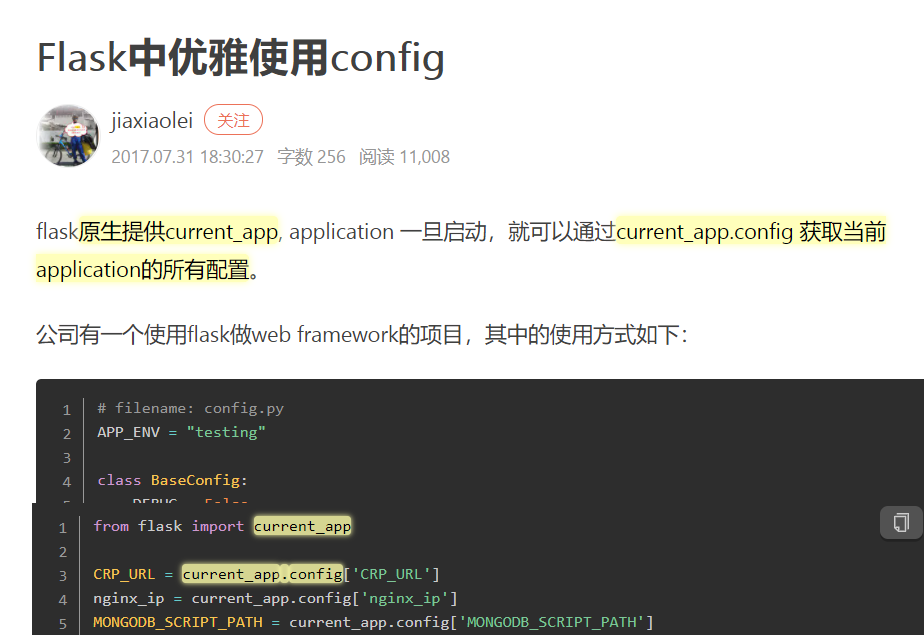 Flask中优雅使用config
jiaxiaolei 关注
2017.07.31 18:30:27 字数 256 阅读 11,008
flask原生提供current_app, application 一旦启动，就可以通过current_app.config 获取当前
application的所有配置。
公司有一个使用flask做web framework的项目，其中的使用方式如下：
1 # filename: config.py
2 APP_ENV = "testing"
3
4 class BaseConfig:
5 DEBUG = False
1 from flask import current_app
2
3 CRP_URL = current_app.config['CRP_URL']
4 nginx_ip = current_app.config['nginx_ip']
5 MONGODB_SCRIPT_PATH = current_app.config['MONGODB_SCRIPT_PATH']